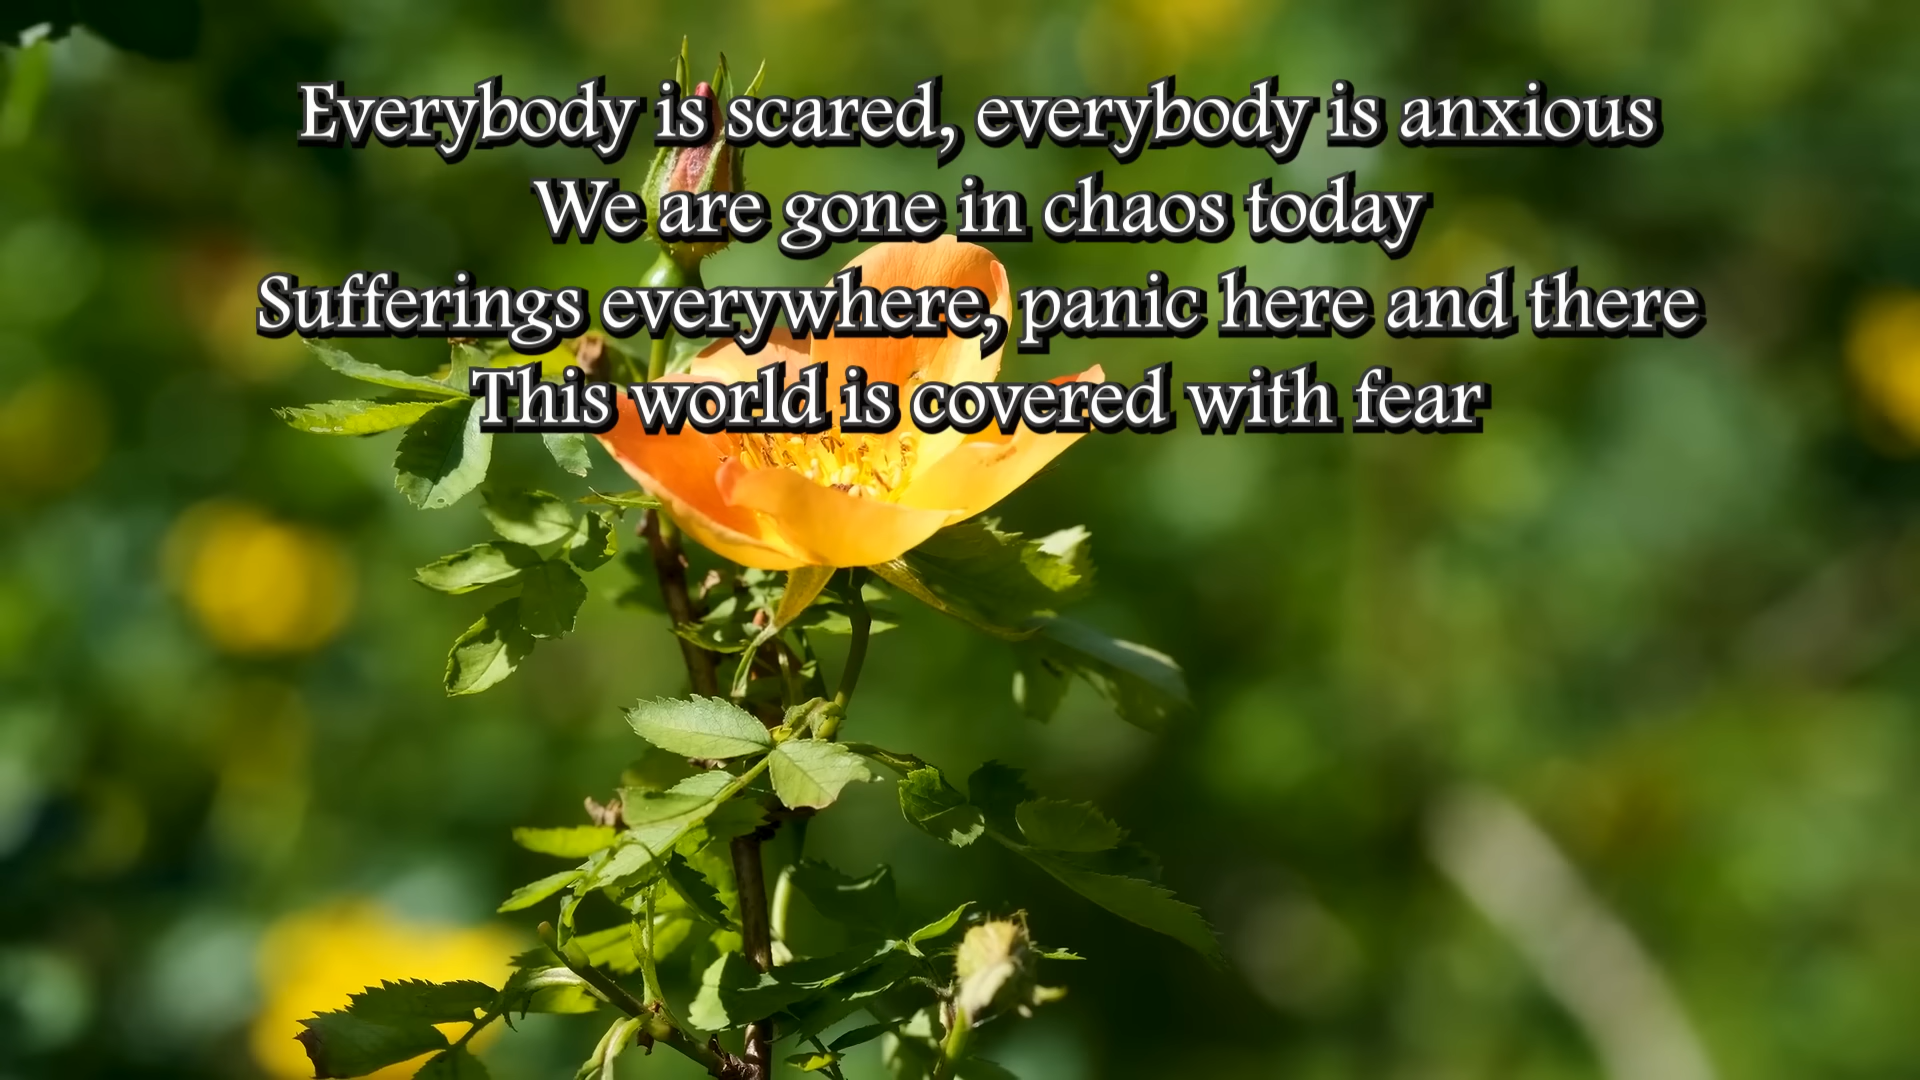 Everybody is scared, everybody is anxious
We are gone in chaos today
Sufferings everywhere, panic here and there
This world is covered with fear